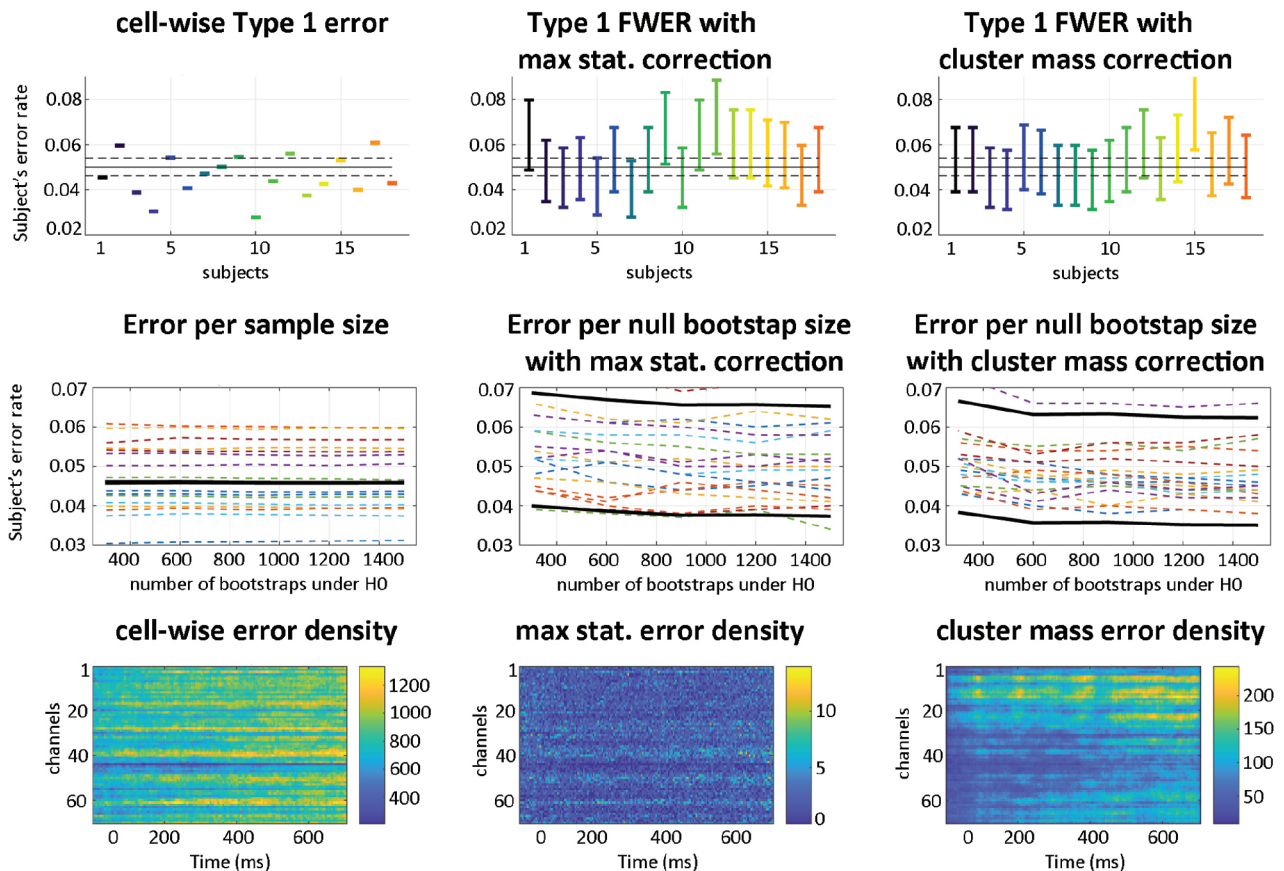 cell-wise Type 1 error
Type 1 FWER with
max stat. correction
Type 1 FWER with
cluster mass correction
Subject's error rate
0.08
0.06
0.04
0.02
1 5 10 15
subjects
0.08
0.06
0.04
0.02
1 5 10 15
subjects
0.08
0.06
0.04
0.02
1 5 10 15
subjects
Error per sample size
Error per null bootstap size
with max stat. correction
Error per null bootstap size
with cluster mass correction
Subject's error rate
0.07
0.06
0.05
0.04
0.03
400 600 800 1000 1200 1400
number of bootstraps under H0
0.07
0.06
0.05
0.04
0.03
400 600 800 1000 1200 1400
number of bootstraps under H0
0.07
0.06
0.05
0.04
0.03
400 600 800 1000 1200 1400
number of bootstraps under H0
cell-wise error density
max stat. error density
cluster mass error density
channels
1
20
40
60
0 200 400 600
Time (ms)
1200
1000
800
600
400
channels
1
20
40
60
0 200 400 600
Time (ms)
10
5
0
channels
1
20
40
60
0 200 400 600
Time (ms)
200
150
100
50